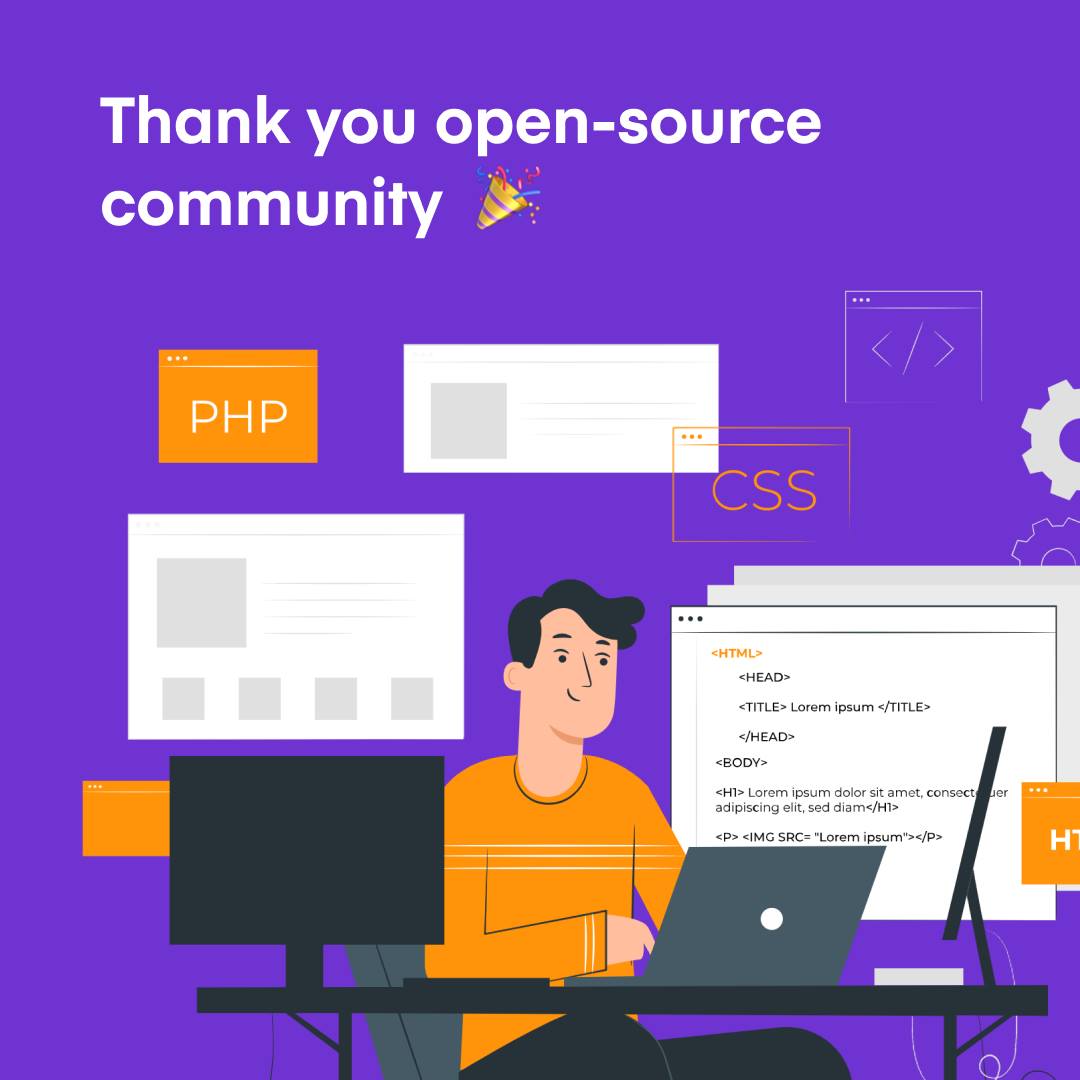 Thank you open-source
community 🎉
</>
PHP
CSS
<HTML>
<HEAD>
<TITLE> Lorem ipsum </TITLE>
</HEAD>
<BODY>
<H1> Lorem ipsum dolor sit amet, consectetuer
adipiscing elit, sed diam</H1>
<P> <IMG SRC= "Lorem ipsum"></P>